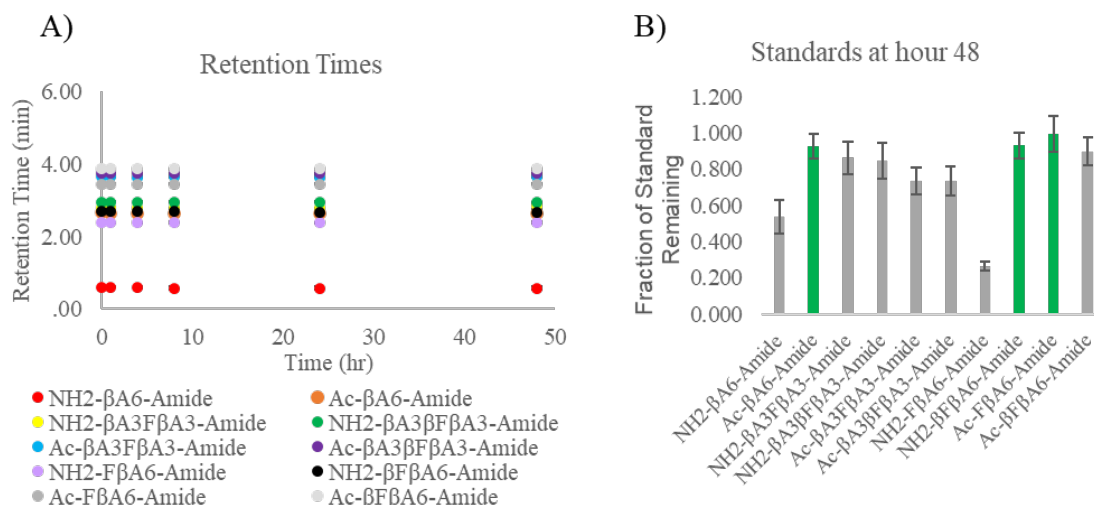 A)
Retention Times
6.00
4.00
2.00
.00
Retention Time (min)
0 10 20 30 40 50
Time (hr)
NH2-βA6-Amide
Ac-βA6-Amide
NH2-βA3FβA3-Amide
NH2-βA3βFβA3-Amide
Ac-βA3FβA3-Amide
Ac-βA3βFβA3-Amide
NH2-FβA6-Amide
NH2-βFβA6-Amide
Ac-FβA6-Amide
Ac-βFβA6-Amide
B)
Standards at hour 48
1.200
1.000
0.800
0.600
0.400
0.200
0.000
Fraction of Standard
Remaining
NH2-βA6-Amide
Ac-βA6-Amide
NH2-βA3FβA3-Amide
NH2-βA3βFβA3-Amide
Ac-βA3FβA3-Amide
Ac-βA3βFβA3-Amide
NH2-FβA6-Amide
NH2-βFβA6-Amide
Ac-FβA6-Amide
Ac-βFβA6-Amide